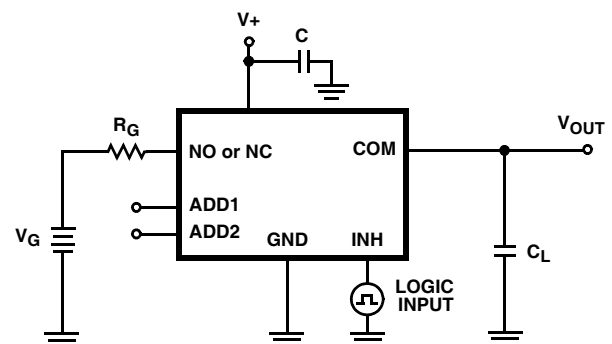 V+
C
RG
NO or NC
COM
VOUT
ADD1
VG
ADD2
GND
INH
CL
LOGIC
INPUT